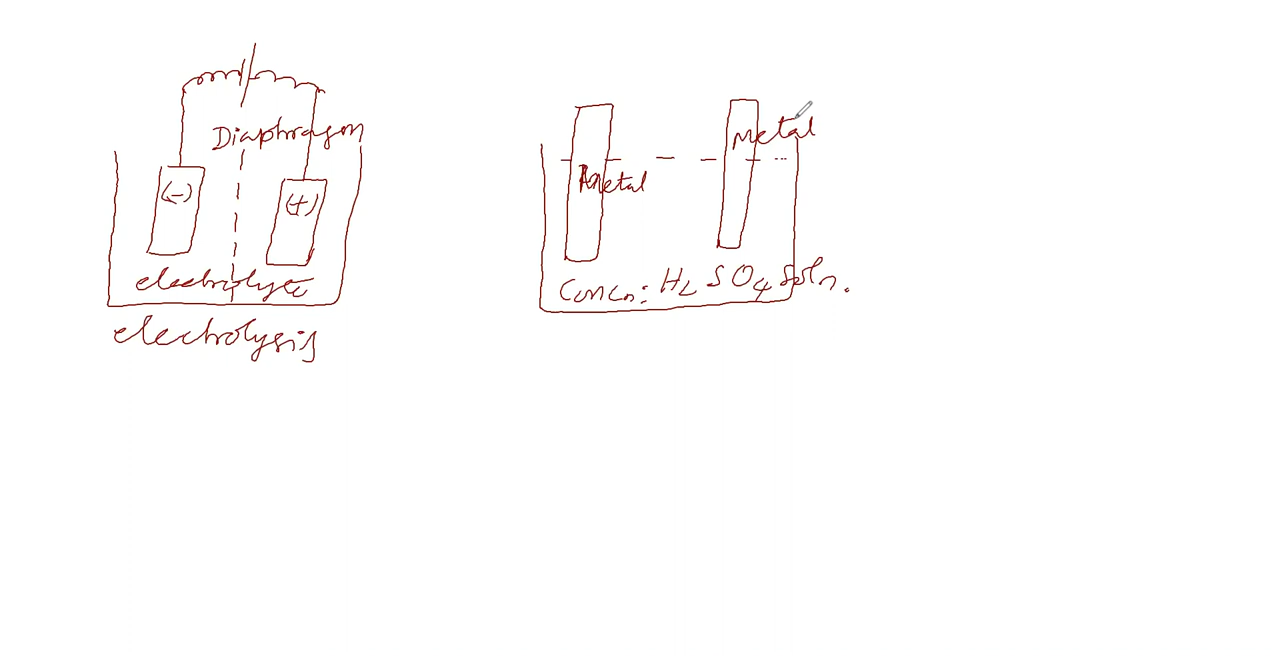 Diaphragm
(-)
(+)
electrolyte
electrolysis
Metal
Metal
Concn: H2SO4 Soln.